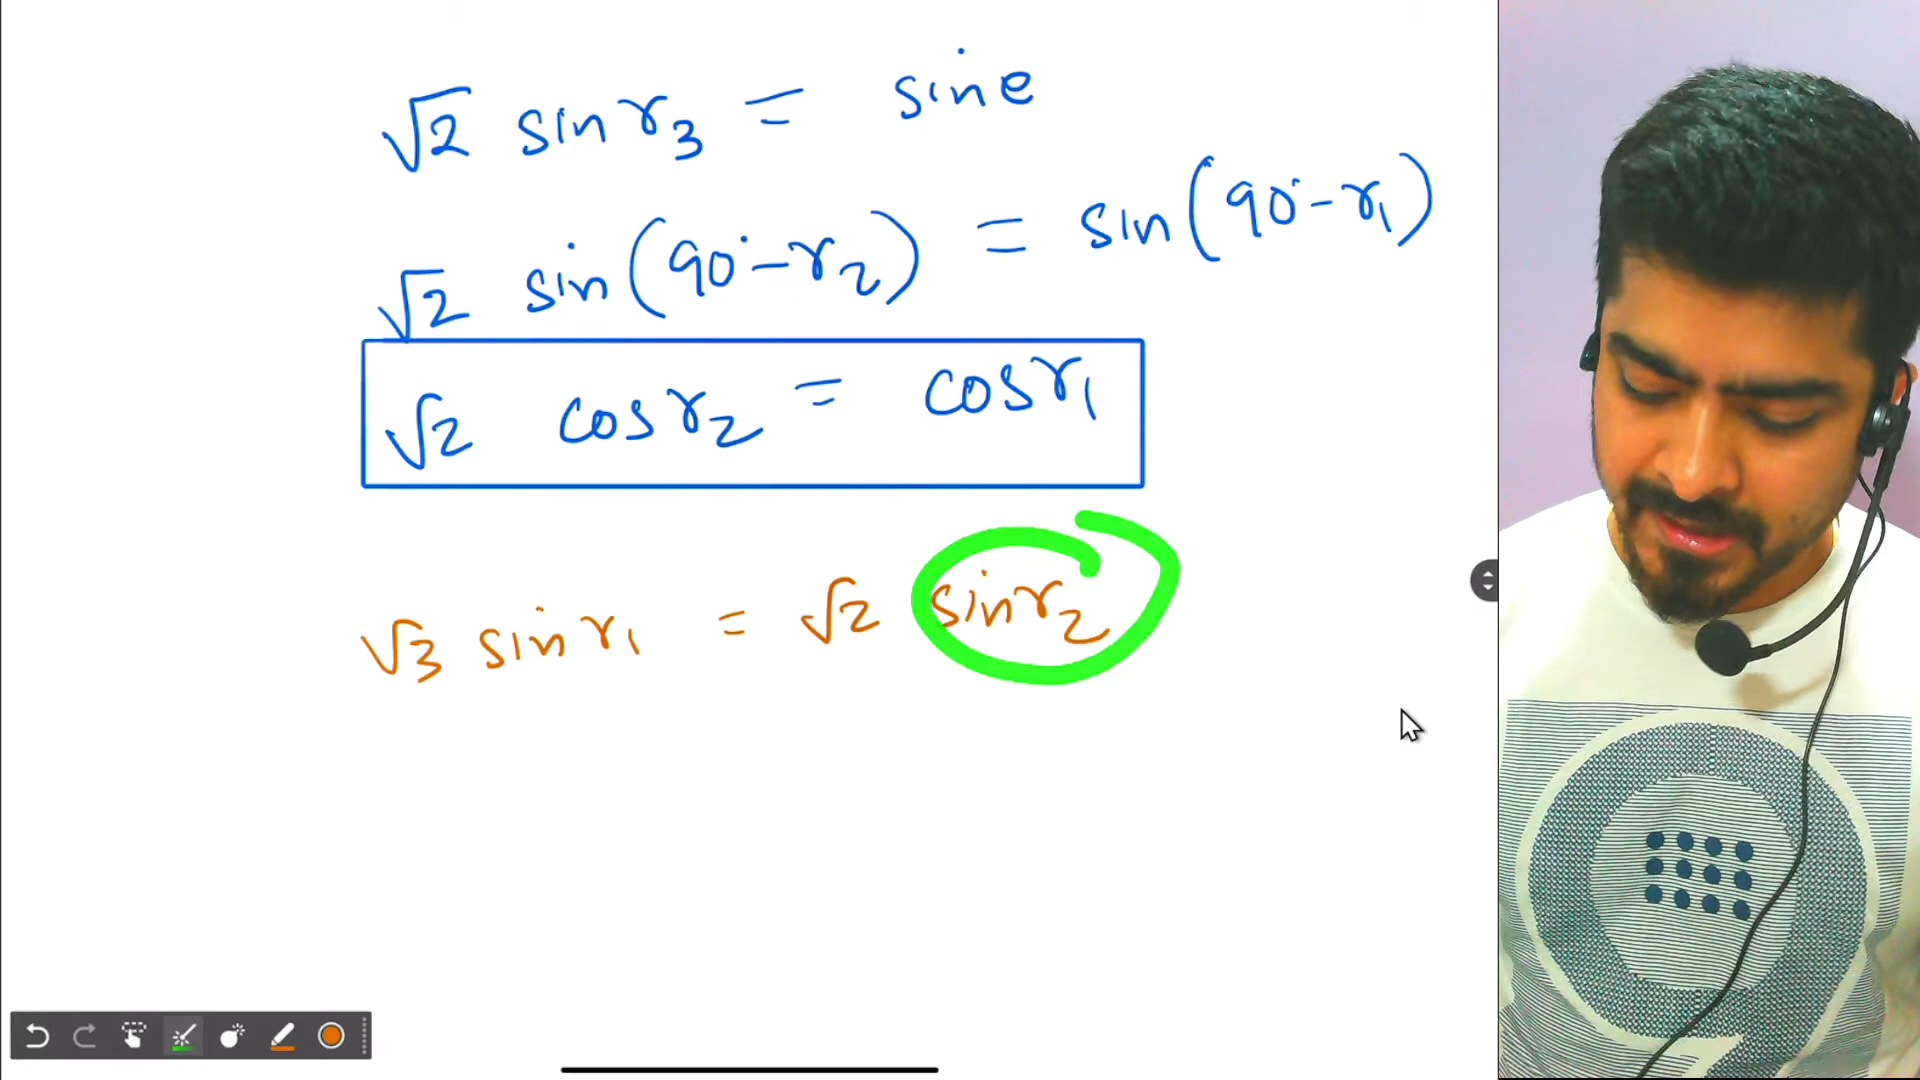 √2 sin r₃ = sin e
√2 sin(90°-r₂) = sin(90°-r₁)
√2 cos r₂ = cos r₁
√3 sin r₁ = √2 sin r₂